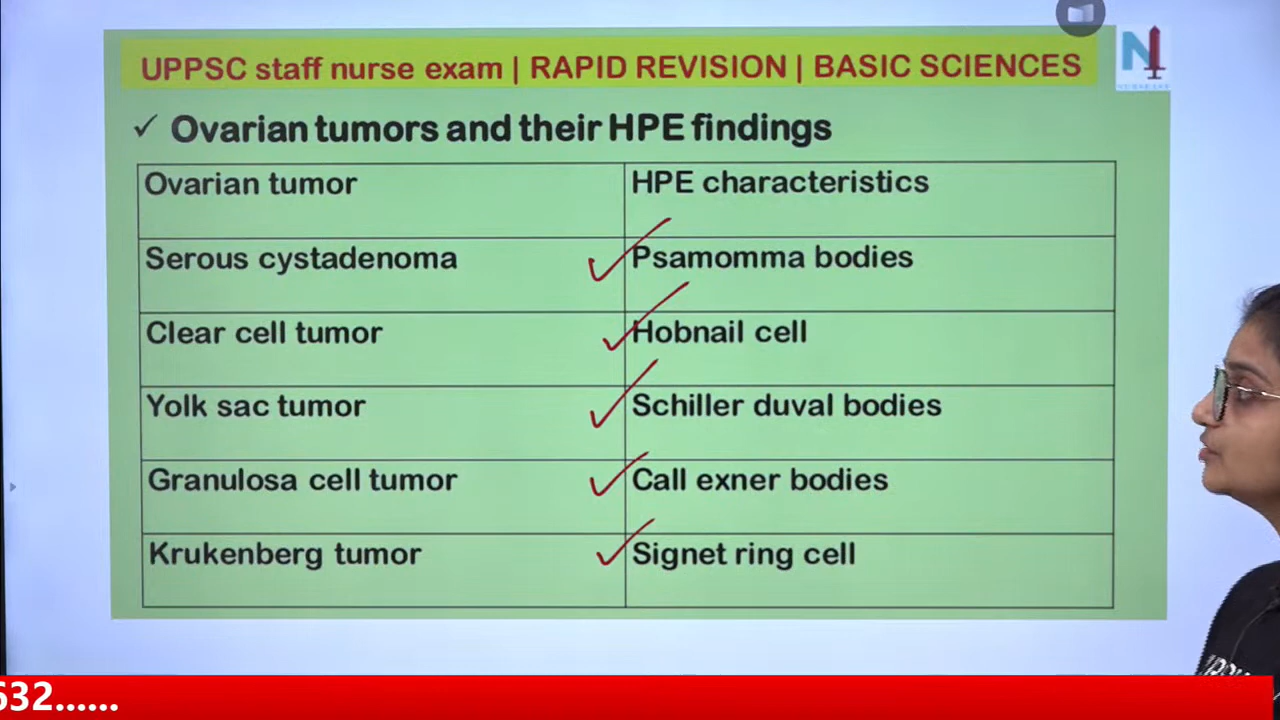 UPPSC staff nurse exam | RAPID REVISION | BASIC SCIENCES
✓ Ovarian tumors and their HPE findings
Ovarian tumor HPE characteristics
Serous cystadenoma Psamomma bodies
Clear cell tumor Hobnail cell
Yolk sac tumor Schiller duval bodies
Granulosa cell tumor Call exner bodies
Krukenberg tumor Signet ring cell
632......